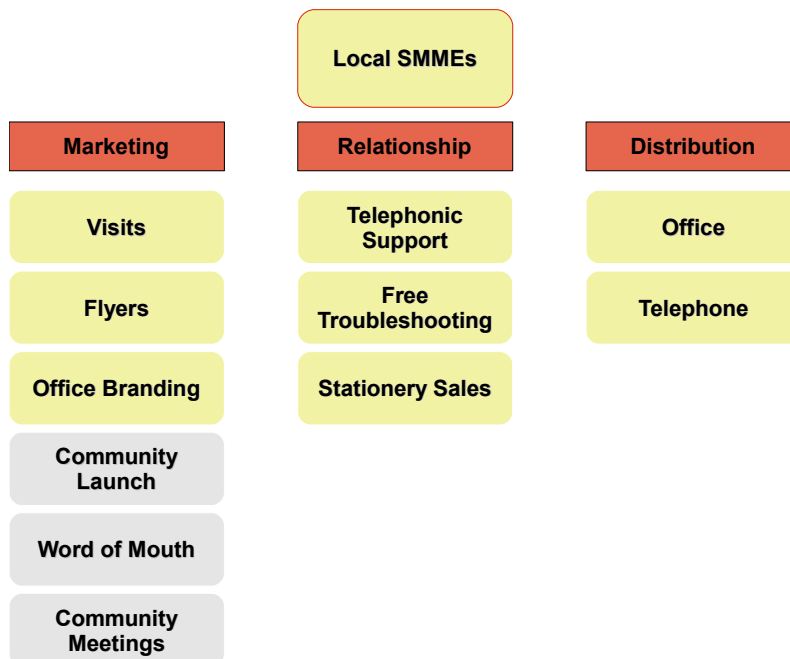 Local SMMEs
Marketing
Relationship
Distribution
Visits
Telephonic
Support
Office
Flyers
Free
Troubleshooting
Telephone
Office Branding
Stationery Sales
Community
Launch
Word of Mouth
Community
Meetings